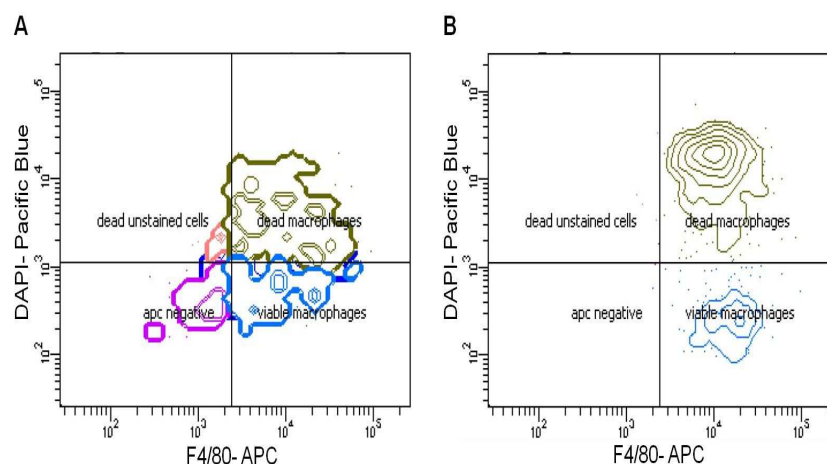 A
DAPI- Pacific Blue
10^5
10^4
10^3
10^2
dead unstained cells
dead macrophages
apc negative
viable macrophages
10^2
10^3
10^4
10^5
F4/80- APC
B
DAPI- Pacific Blue
10^5
10^4
10^3
10^2
dead unstained cells
dead macrophages
apc negative
viable macrophages
10^2
10^3
10^4
10^5
F4/80- APC